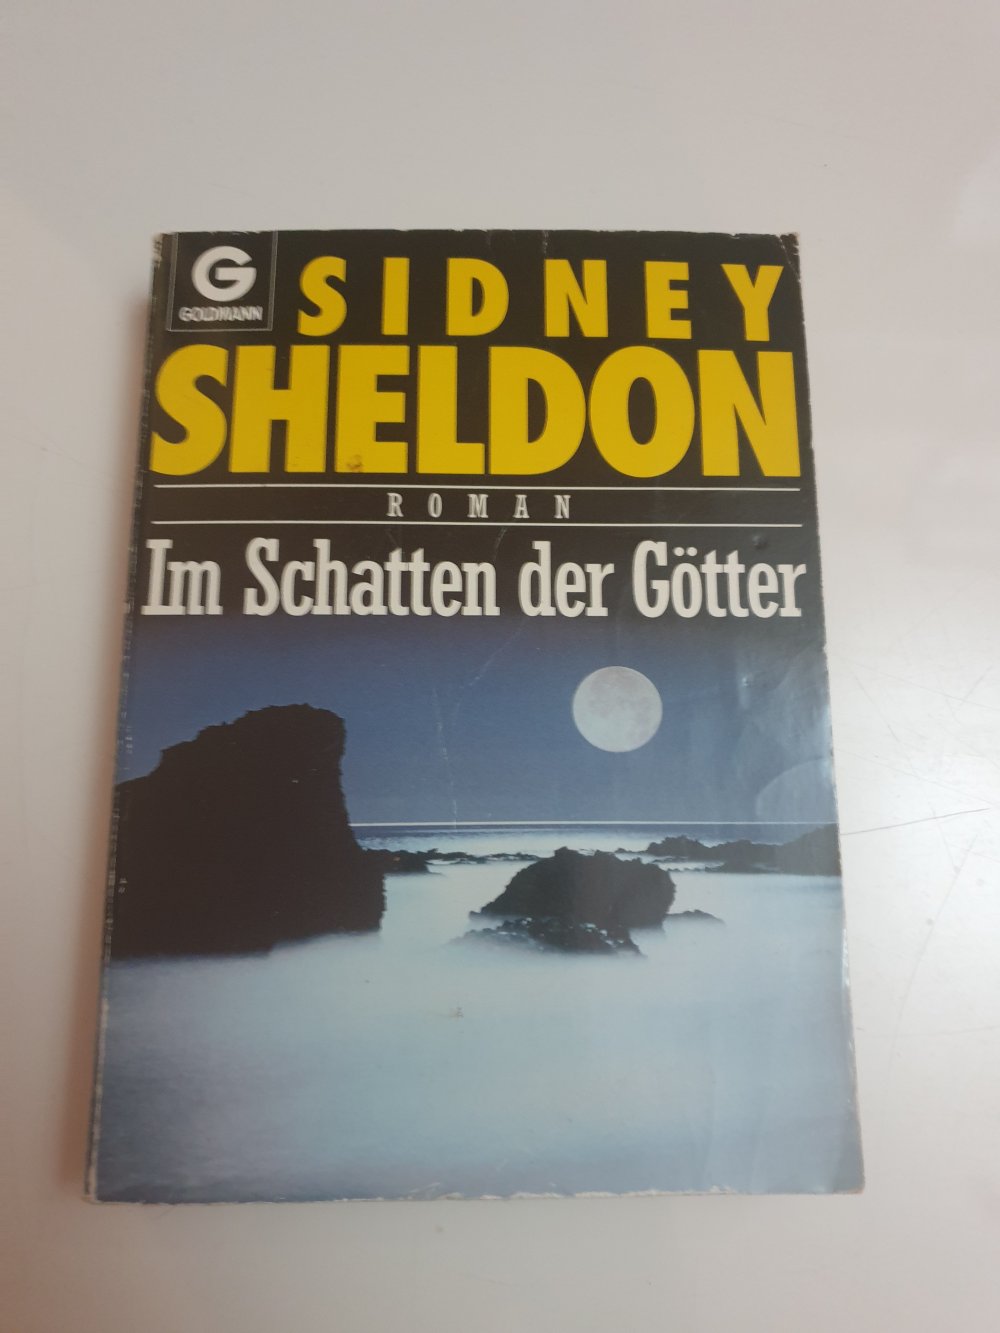 G
GOLDMANN
SIDNEY
SHELDON
ROMAN
Im Schatten der Götter